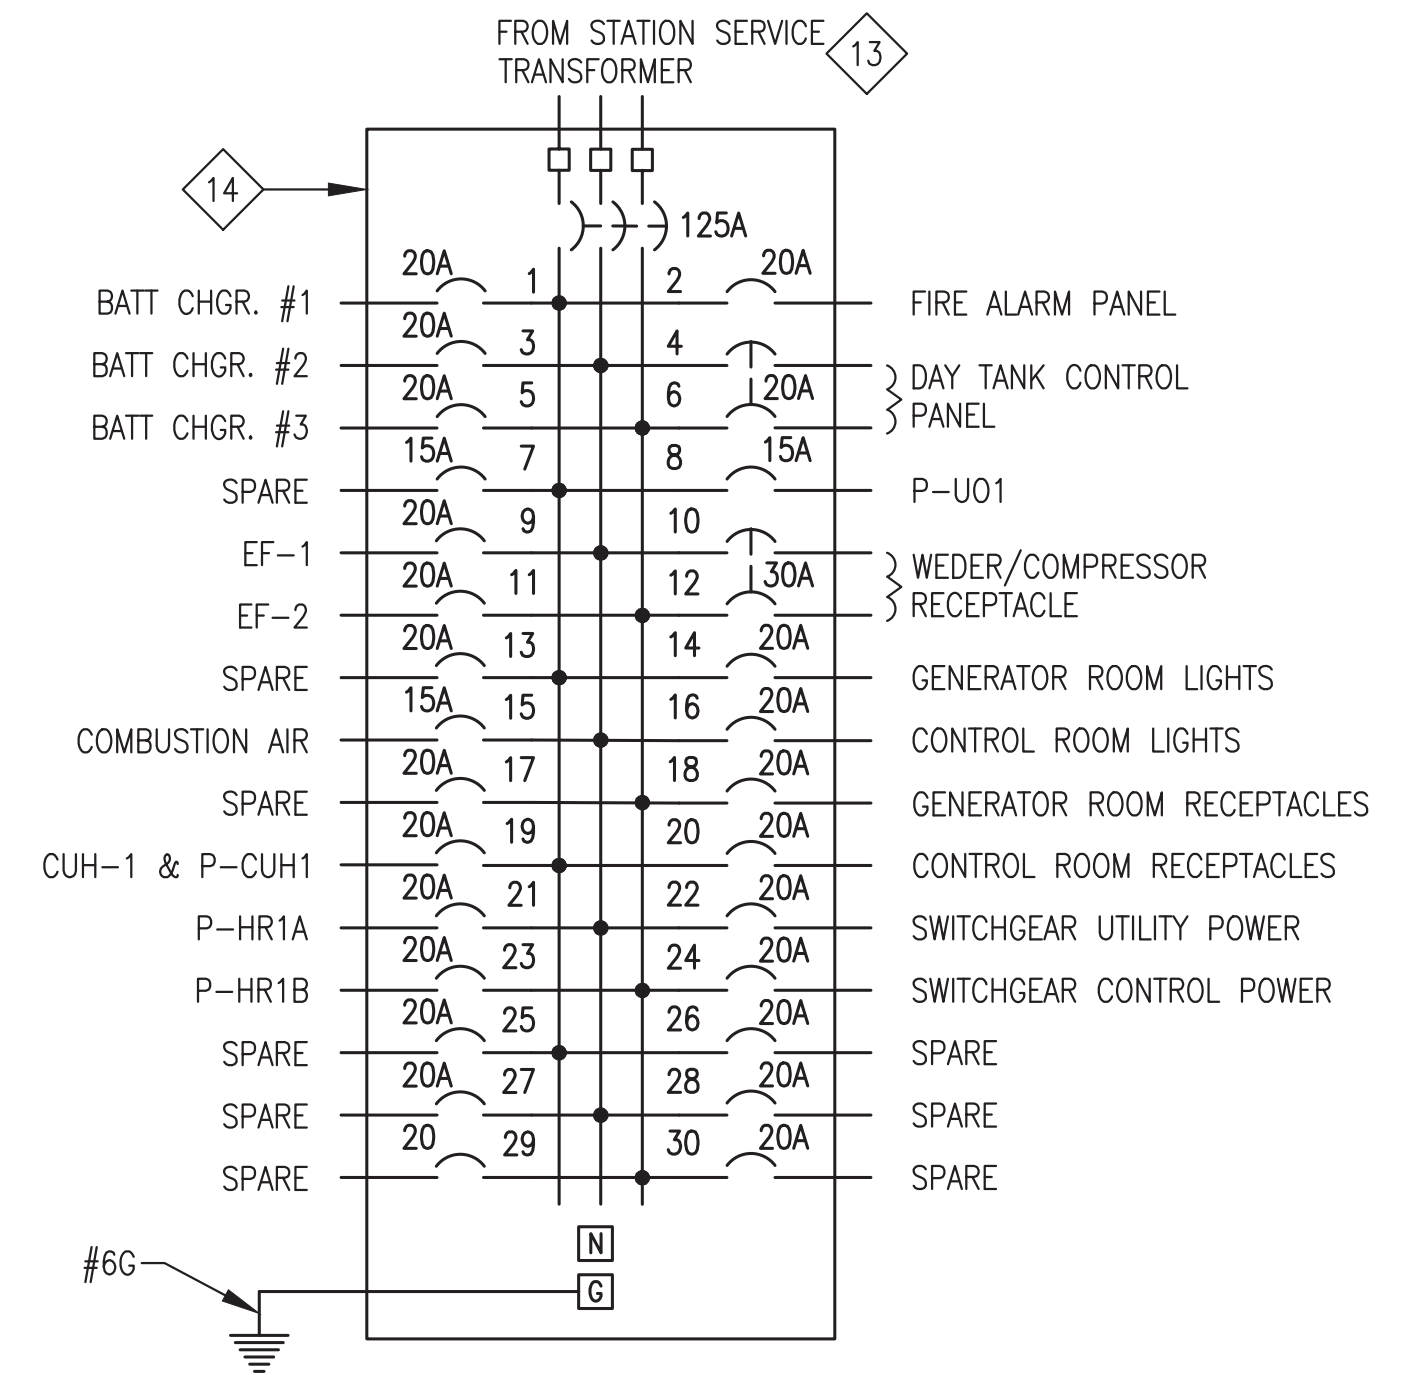 FROM STATION SERVICE
TRANSFORMER
13
14
125A
20A 1 2 20A
BATT CHGR. #1 FIRE ALARM PANEL
20A 3 4
BATT CHGR. #2 DAY TANK CONTROL
20A 5 6 20A
BATT CHGR. #3 PANEL
15A 7 8 15A
SPARE P-UO1
20A 9 10
EF-1 WEDER/COMPRESSOR
20A 11 12 30A
EF-2 RECEPTACLE
20A 13 14 20A
SPARE GENERATOR ROOM LIGHTS
15A 15 16 20A
COMBUSTION AIR CONTROL ROOM LIGHTS
20A 17 18 20A
SPARE GENERATOR ROOM RECEPTACLES
20A 19 20 20A
CUH-1 & P-CUH1 CONTROL ROOM RECEPTACLES
20A 21 22 20A
P-HR1A SWITCHGEAR UTILITY POWER
20A 23 24 20A
P-HR1B SWITCHGEAR CONTROL POWER
20A 25 26 20A
SPARE SPARE
20A 27 28 20A
SPARE SPARE
20 29 30 20A
SPARE SPARE
N
#6G
G